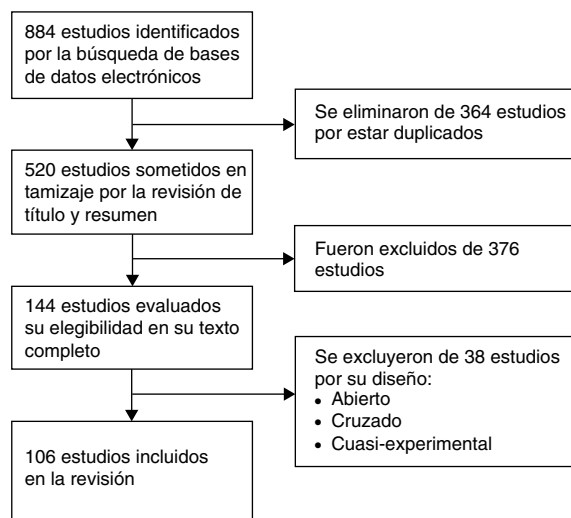 884 estudios identificados
por la búsqueda de bases
de datos electrónicos
Se eliminaron de 364 estudios
por estar duplicados
520 estudios sometidos en
tamizaje por la revisión de
título y resumen
Fueron excluidos de 376
estudios
144 estudios evaluados
su elegibilidad en su texto
completo
Se excluyeron de 38 estudios
por su diseño:
• Abierto
• Cruzado
• Cuasi-experimental
106 estudios incluidos
en la revisión